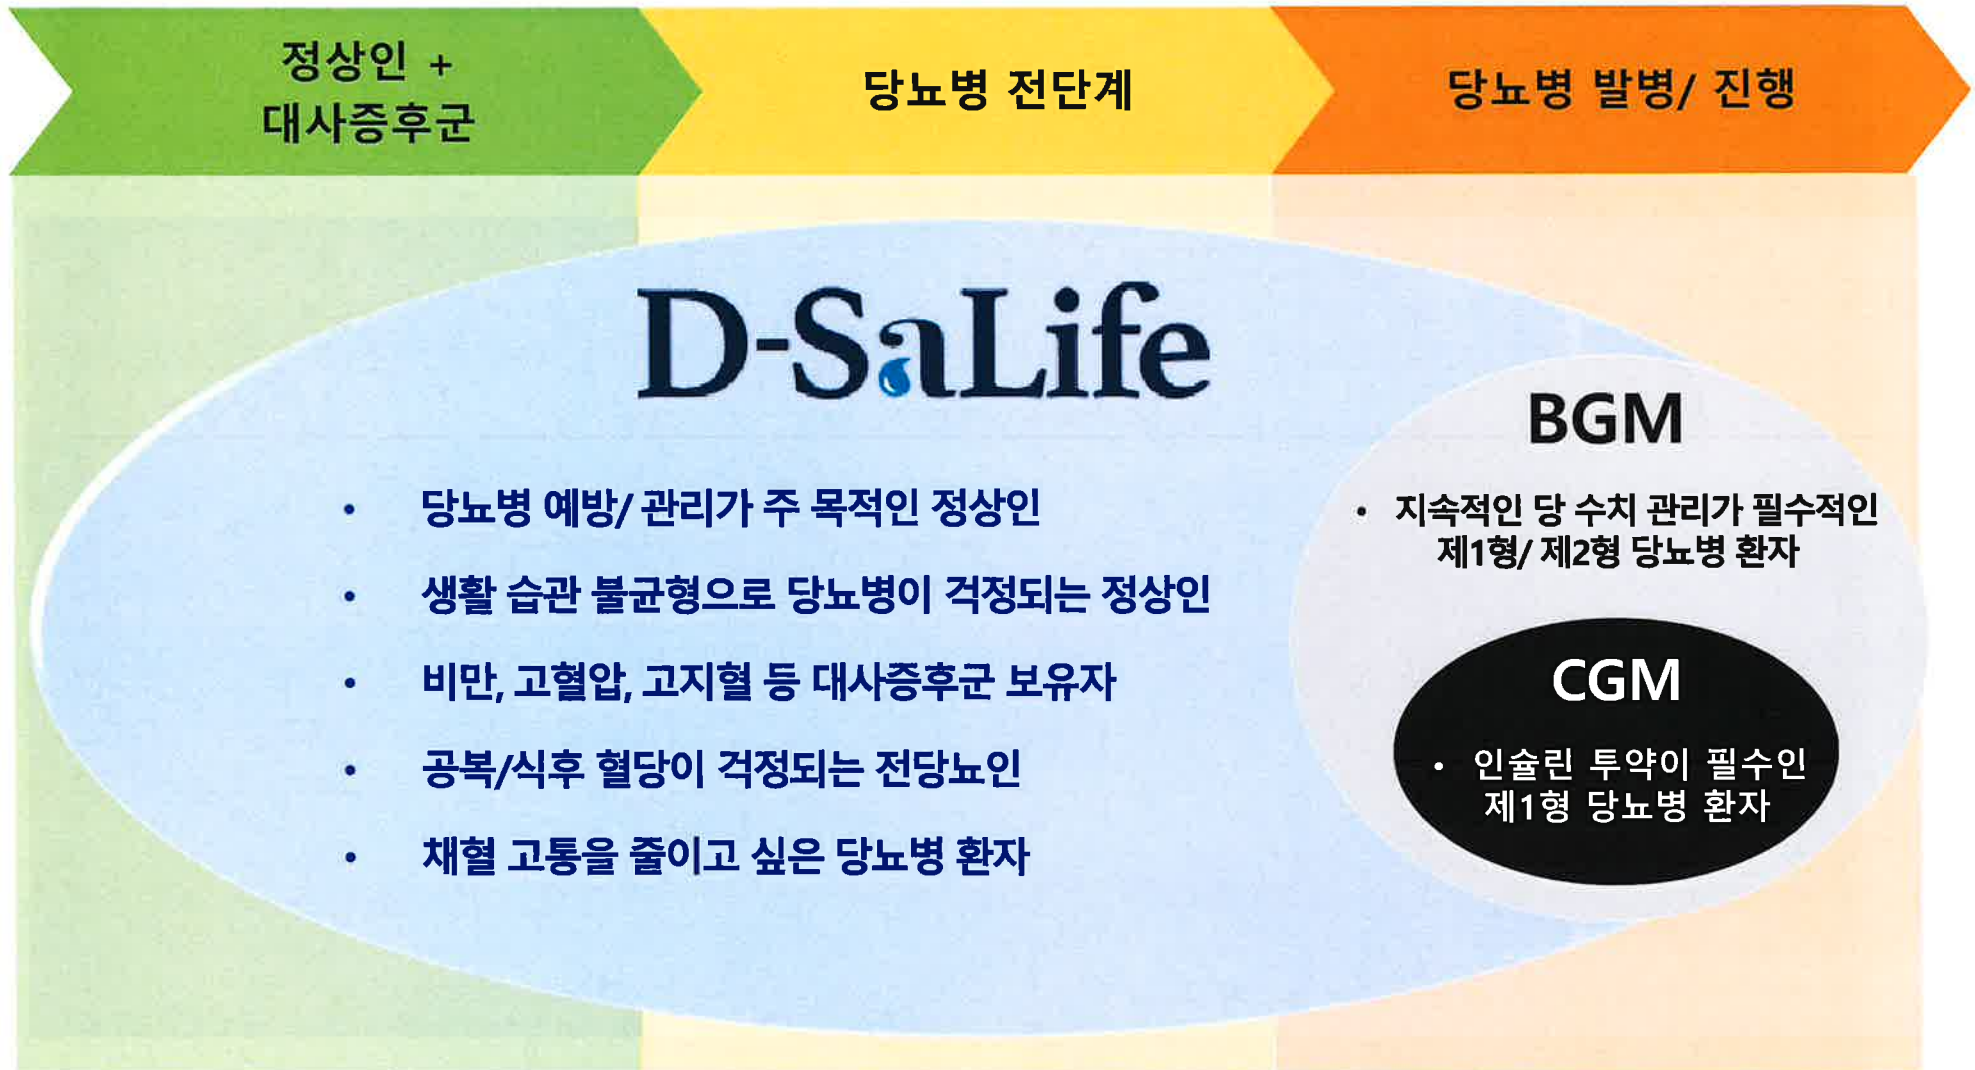 정상인 +
대사증후군
당뇨병 전단계
당뇨병 발병/ 진행
D-SaLife
• 당뇨병 예방/ 관리가 주 목적인 정상인
• 생활 습관 불균형으로 당뇨병이 걱정되는 정상인
• 비만, 고혈압, 고지혈 등 대사증후군 보유자
• 공복/식후 혈당이 걱정되는 전당뇨인
• 채혈 고통을 줄이고 싶은 당뇨병 환자
BGM
• 지속적인 당 수치 관리가 필수적인
제1형/ 제2형 당뇨병 환자
CGM
• 인슐린 투약이 필수인
제1형 당뇨병 환자